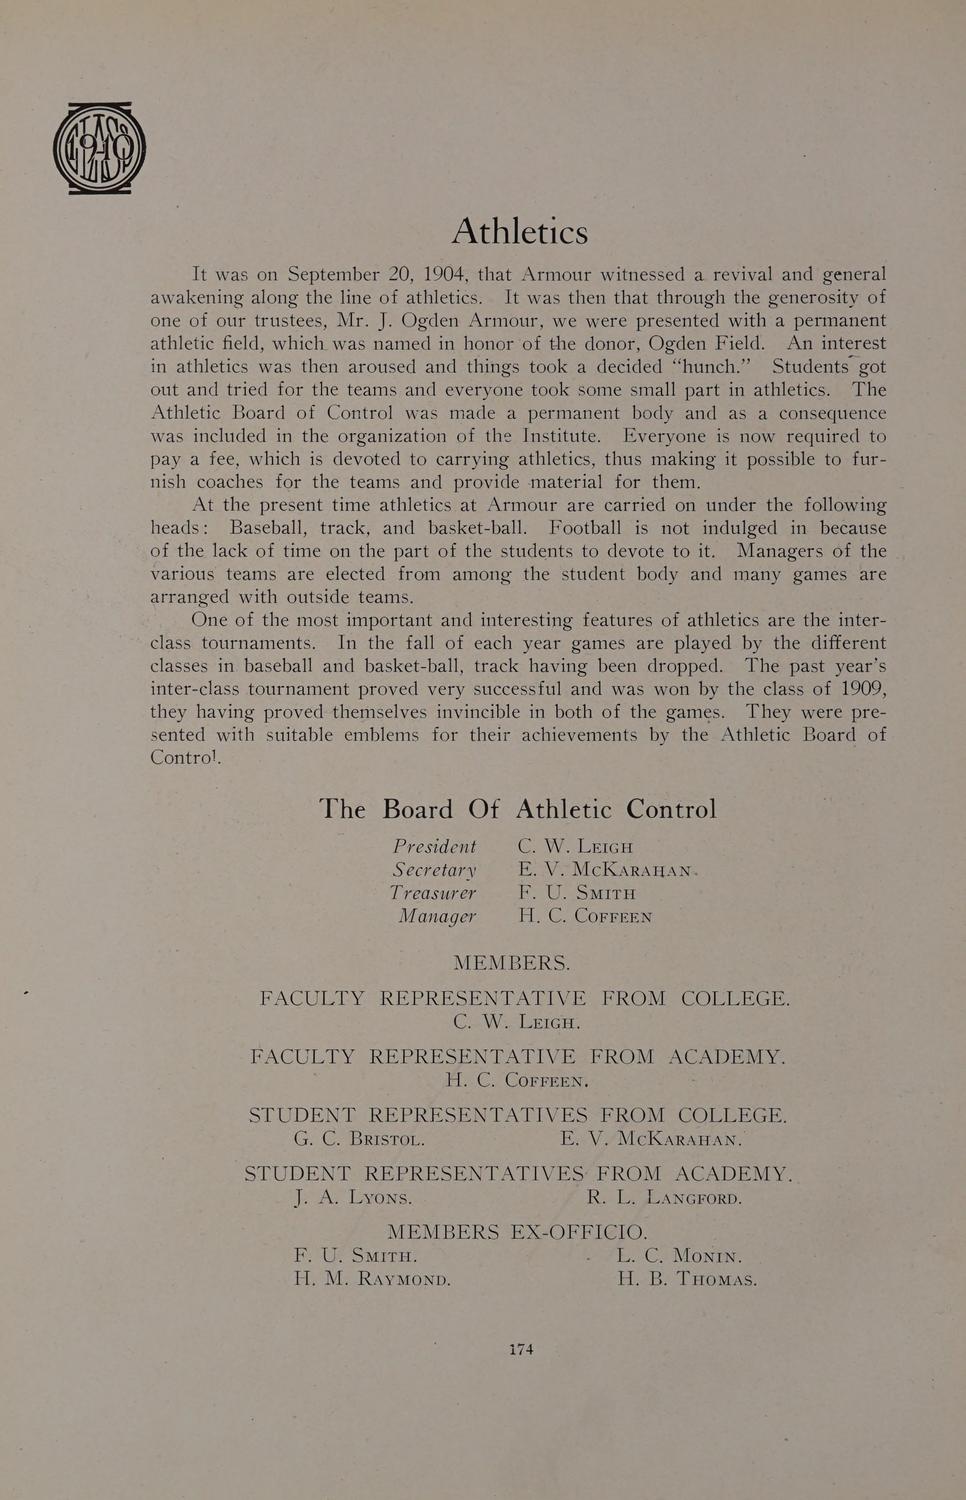 CLASS
1910
Athletics
It was on September 20, 1904, that Armour witnessed a revival and general
awakening along the line of athletics. It was then that through the generosity of
one of our trustees, Mr. J. Ogden Armour, we were presented with a permanent
athletic field, which was named in honor of the donor, Ogden Field. An interest
in athletics was then aroused and things took a decided “hunch.” Students got
out and tried for the teams and everyone took some small part in athletics. The
Athletic Board of Control was made a permanent body and as a consequence
was included in the organization of the Institute. Everyone is now required to
pay a fee, which is devoted to carrying athletics, thus making it possible to fur-
nish coaches for the teams and provide material for them.
At the present time athletics at Armour are carried on under the following
heads: Baseball, track, and basket-ball. Football is not indulged in because
of the lack of time on the part of the students to devote to it. Managers of the
various teams are elected from among the student body and many games are
arranged with outside teams.
One of the most important and interesting features of athletics are the inter-
class tournaments. In the fall of each year games are played by the different
classes in baseball and basket-ball, track having been dropped. The past year's
inter-class tournament proved very successful and was won by the class of 1909,
they having proved themselves invincible in both of the games. They were pre-
sented with suitable emblems for their achievements by the Athletic Board of
Control.
The Board Of Athletic Control
President C. W. Leigh
Secretary E. V. McKarahan.
Treasurer F. U. Smith
Manager H. C. Coffeen
MEMBERS.
FACULTY REPRESENTATIVE FROM COLLEGE.
C. W. Leigh.
FACULTY REPRESENTATIVE FROM ACADEMY.
H. C. Coffeen.
STUDENT REPRESENTATIVES FROM COLLEGE.
G. C. Bristol. E. V. McKarahan.
STUDENT REPRESENTATIVES FROM ACADEMY.
J. A. Lyons. R. L. Langford.
MEMBERS EX-OFFICIO.
F. U. Smith. L. C. Monin.
H. M. Raymond. H. B. Thomas.
174